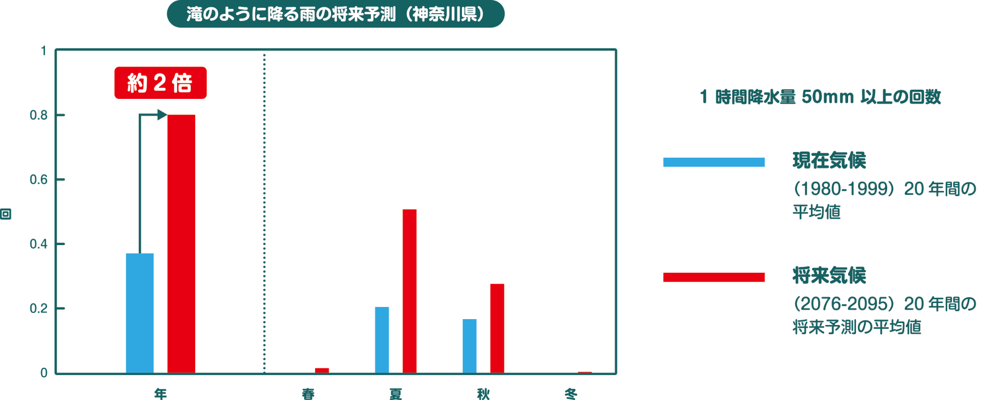 滝のように降る雨の将来予測（神奈川県）
1
約2倍
0.8
0.6
回
0.4
0.2
0
年 春 夏 秋 冬
1 時間降水量 50mm 以上の回数
現在気候
（1980-1999）20 年間の
平均値
将来気候
（2076-2095）20 年間の
将来予測の平均値